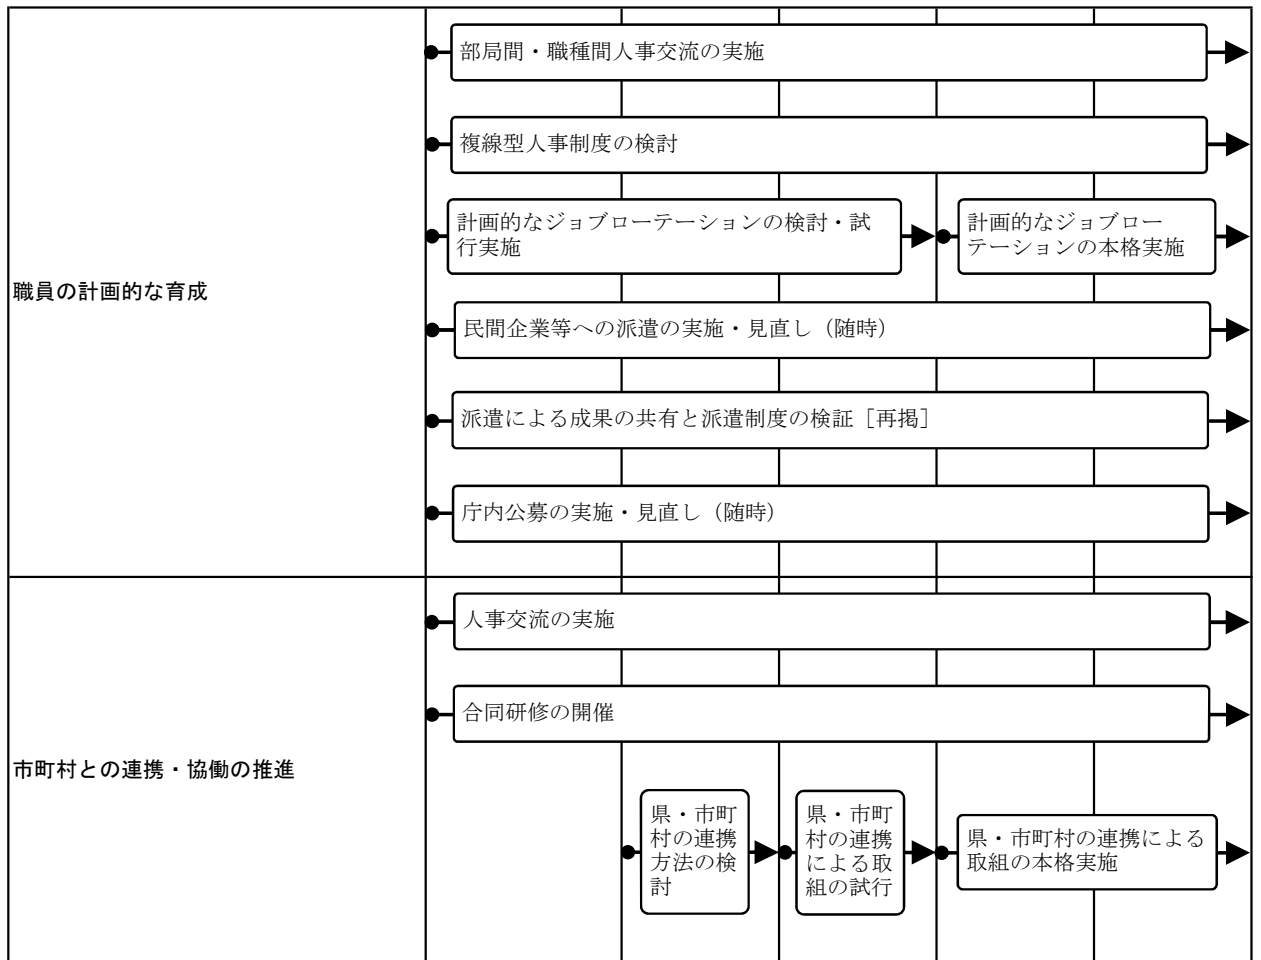 部局間・職種間人事交流の実施
複線型人事制度の検討
計画的なジョブローテーションの検討・試
行実施
計画的なジョブロー
テーションの本格実施
職員の計画的な育成
民間企業等への派遣の実施・見直し（随時）
派遣による成果の共有と派遣制度の検証［再掲］
庁内公募の実施・見直し（随時）
人事交流の実施
合同研修の開催
市町村との連携・協働の推進
県・市町
村の連携
方法の検
討
県・市町
村の連携
による取
組の試行
県・市町村の連携による
取組の本格実施